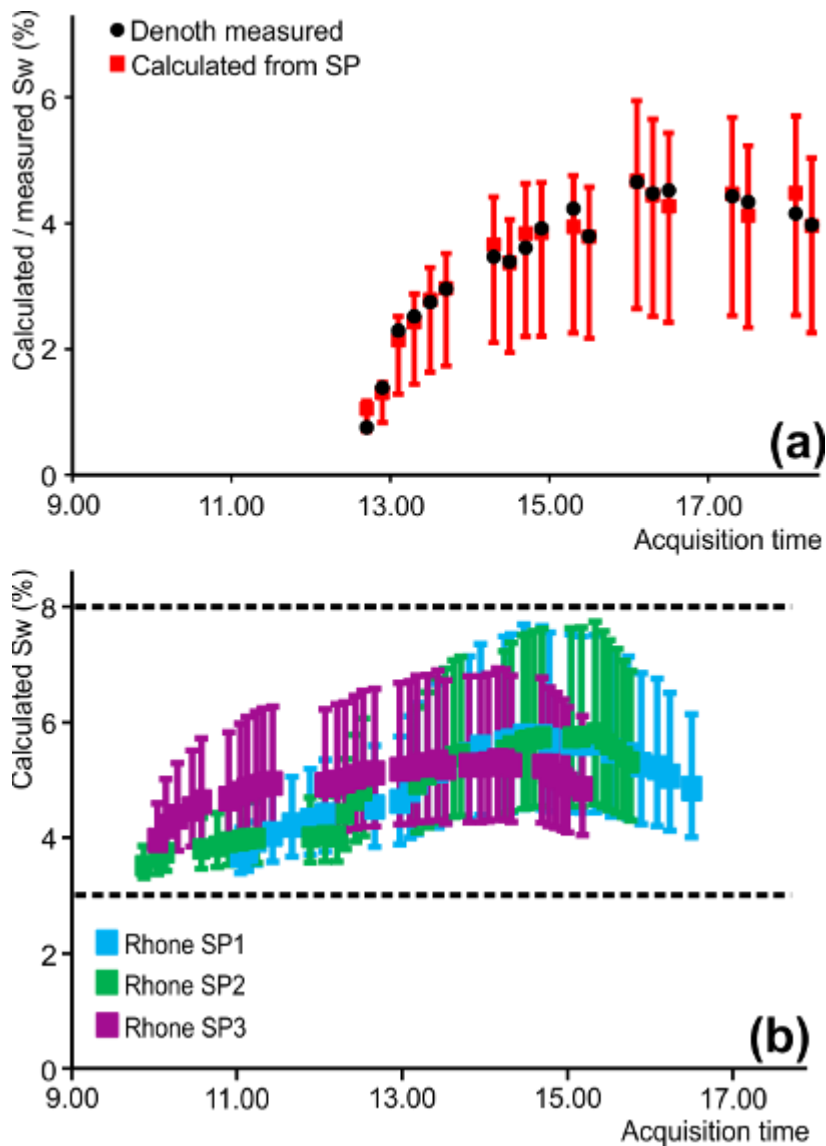 Calculated / measured Sw (%)
Denoth measured
Calculated from SP
6
4
2
0
(a)
9.00
11.00
13.00
15.00
17.00
Acquisition time
Calculated Sw (%)
8
6
4
2
0
Rhone SP1
Rhone SP2
Rhone SP3
(b)
9.00
11.00
13.00
15.00
17.00
Acquisition time